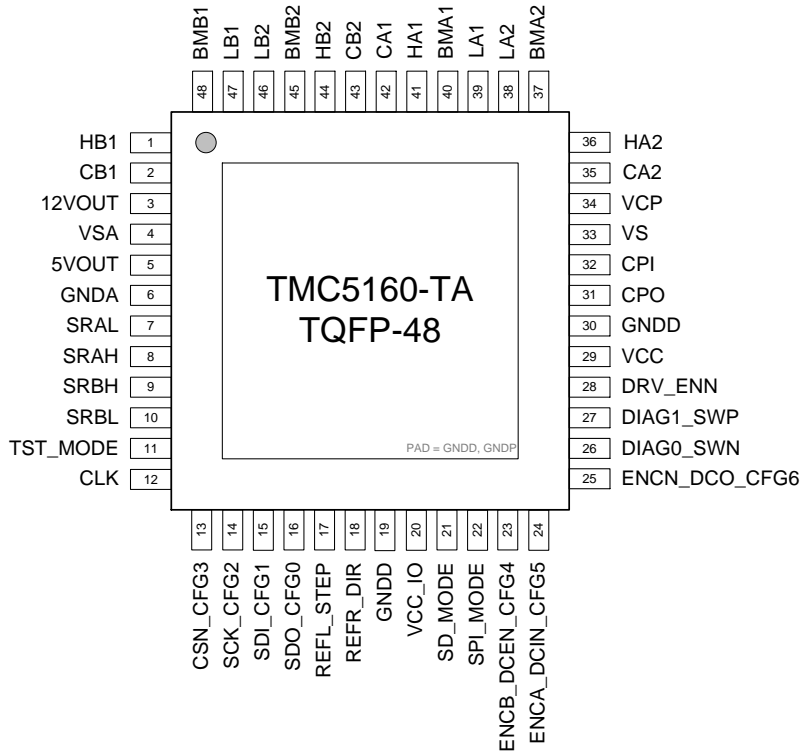 BMB1
LB1
LB2
BMB2
HB2
CB2
CA1
HA1
BMA1
LA1
LA2
BMA2
48
47
46
45
44
43
42
41
40
39
38
37
HB1 1
CB1 2
12VOUT 3
VSA 4
5VOUT 5
GNDA 6
SRAL 7
SRAH 8
SRBH 9
SRBL 10
TST_MODE 11
CLK 12
TMC5160-TA
TQFP-48
PAD = GNDD, GNDP
36 HA2
35 CA2
34 VCP
33 VS
32 CPI
31 CPO
30 GNDD
29 VCC
28 DRV_ENN
27 DIAG1_SWP
26 DIAG0_SWN
25 ENCN_DCO_CFG6
13
14
15
16
17
18
19
20
21
22
23
24
CSN_CFG3
SCK_CFG2
SDI_CFG1
SDO_CFG0
REFL_STEP
REFR_DIR
GNDD
VCC_IO
SD_MODE
SPI_MODE
ENCB_DCEN_CFG4
ENCA_DCIN_CFG5